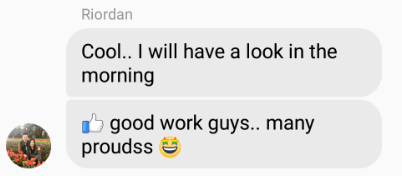 Riordan
Cool.. I will have a look in the
morning
👍 good work guys.. many
proudss 🤩